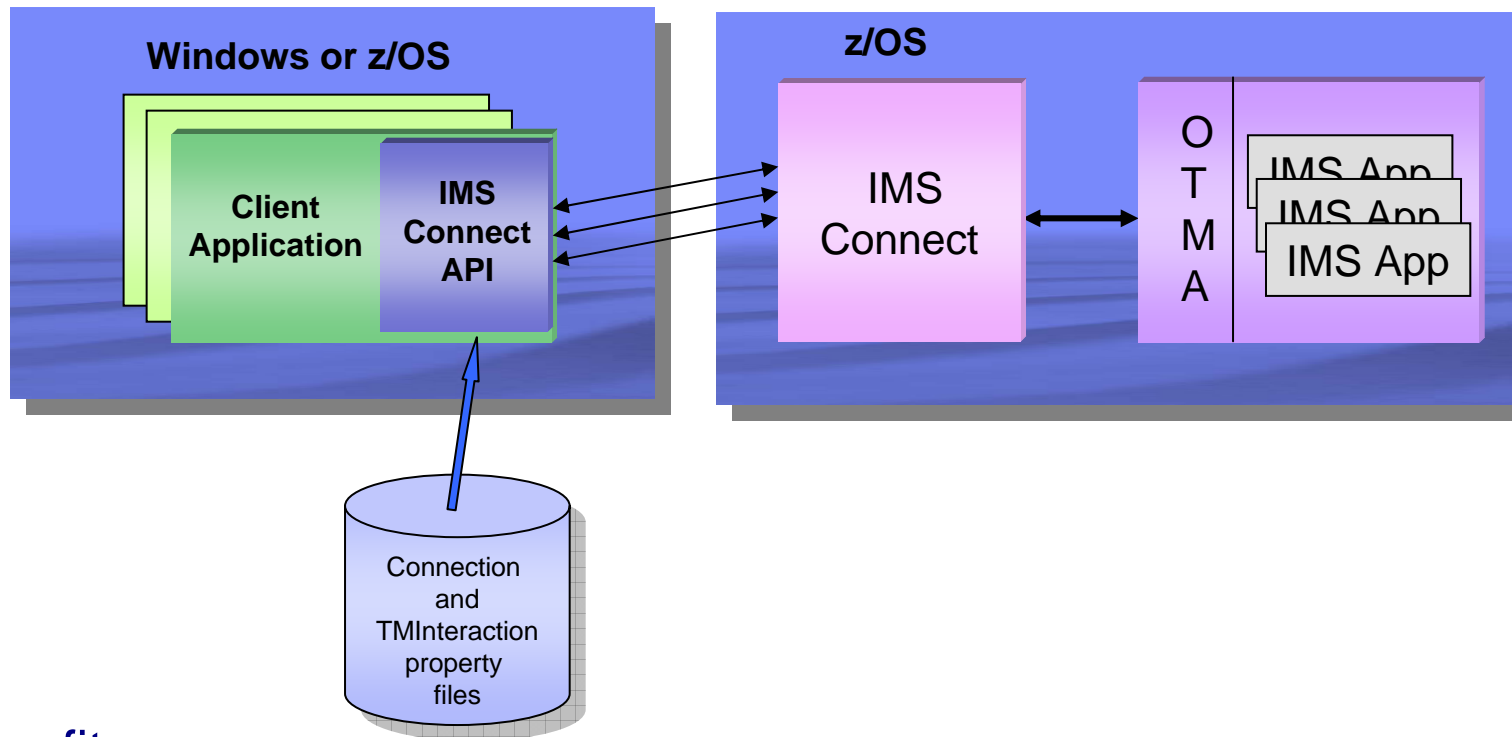 Windows or z/OS
Client
Application
IMS
Connect
API
z/OS
IMS
Connect
O
T
M
A
IMS App
IMS App
IMS App
Connection
and
TMInteraction
property
files